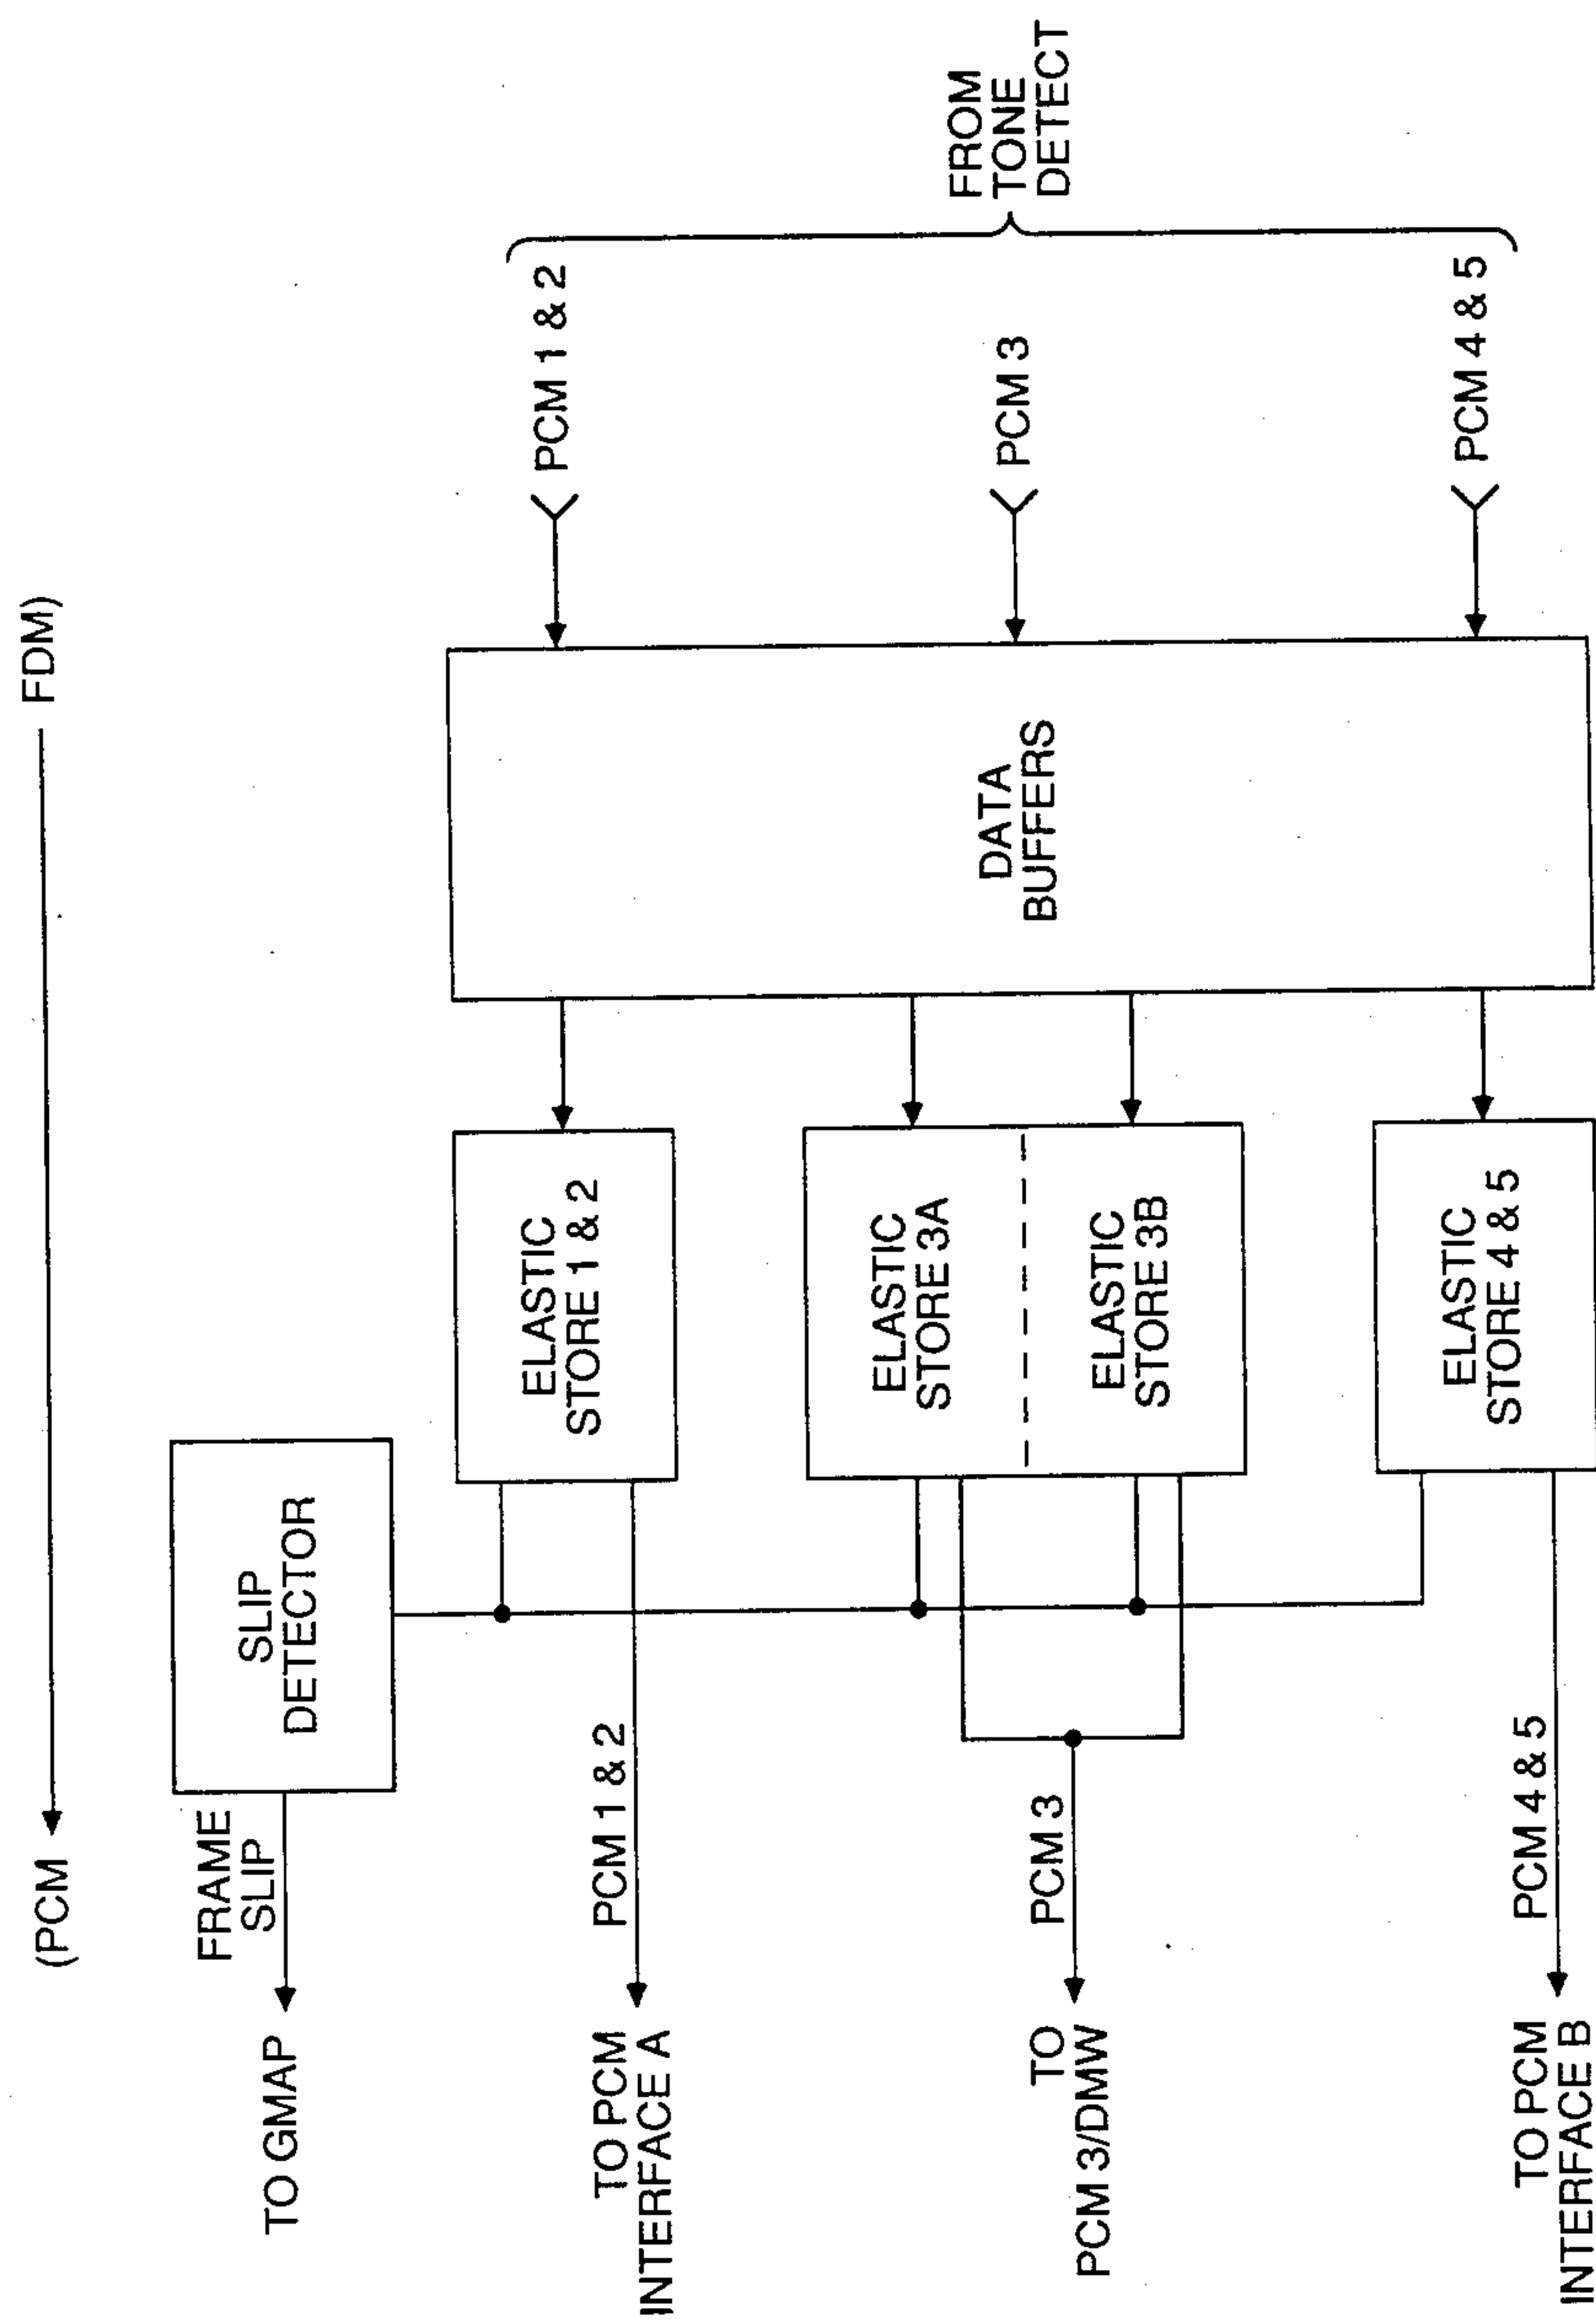 (PCM
FDM)
SLIP
DETECTOR
FRAME
SLIP
TO GMAP
ELASTIC
STORE 1 & 2
PCM 1 & 2
TO PCM
INTERFACE A
PCM 1 & 2
ELASTIC
STORE 3A
ELASTIC
STORE 3B
PCM 3
TO
PCM 3/DMW
DATA
BUFFERS
PCM 3
FROM
TONE
DETECT
ELASTIC
STORE 4 & 5
PCM 4 & 5
TO PCM
INTERFACE B
PCM 4 & 5